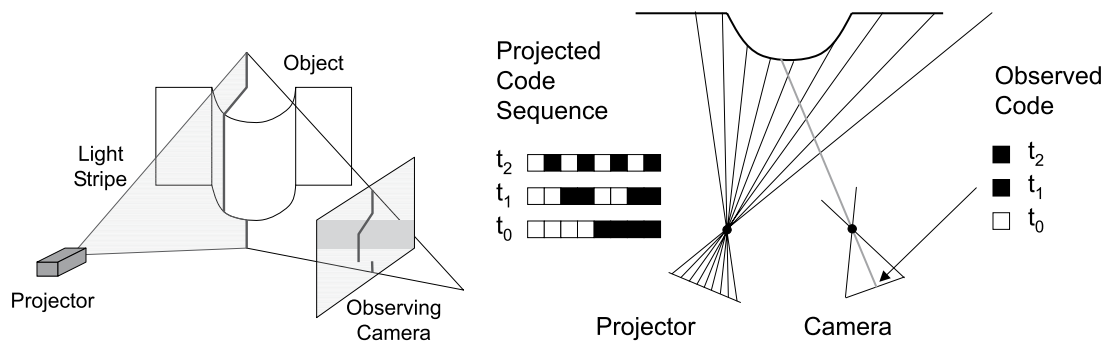 Object
Light
Stripe
Projector
Observing
Camera
Projected
Code
Sequence
t2
t1
t0
Projector
Camera
Observed
Code
t2
t1
t0